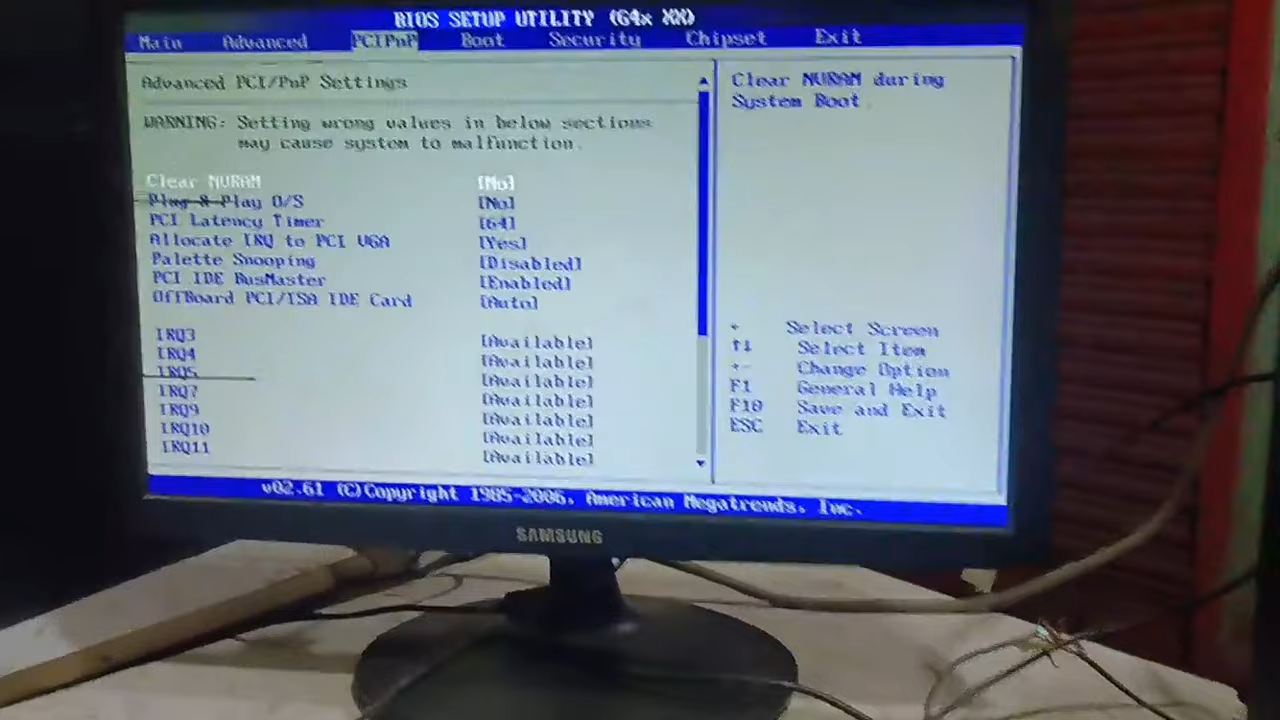 BIOS SETUP UTILITY (64x XX)
Main Advanced PCIPnP Boot Security Chipset Exit
Advanced PCI/PnP Settings
WARNING: Setting wrong values in below sections
may cause system to malfunction.
Clear NVRAM [No]
Plug & Play O/S [No]
PCI Latency Timer [64]
Allocate IRQ to PCI VGA [Yes]
Palette Snooping [Disabled]
PCI IDE BusMaster [Enabled]
OffBoard PCI/ISA IDE Card [Auto]
IRQ3 [Available]
IRQ4 [Available]
IRQ5 [Available]
IRQ7 [Available]
IRQ9 [Available]
IRQ10 [Available]
IRQ11 [Available]
Clear NVRAM during
System Boot.
← Select Screen
↑↓ Select Item
+- Change Option
F1 General Help
F10 Save and Exit
ESC Exit
v02.61 (C)Copyright 1985-2006, American Megatrends, Inc.
SAMSUNG